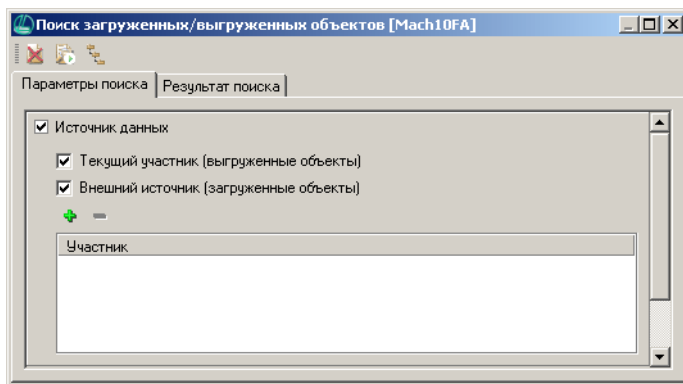 Поиск загруженных/выгруженных объектов [Mach10FA]
Параметры поиска Результат поиска
Источник данных
Текущий участник (выгруженные объекты)
Внешний источник (загруженные объекты)
Участник